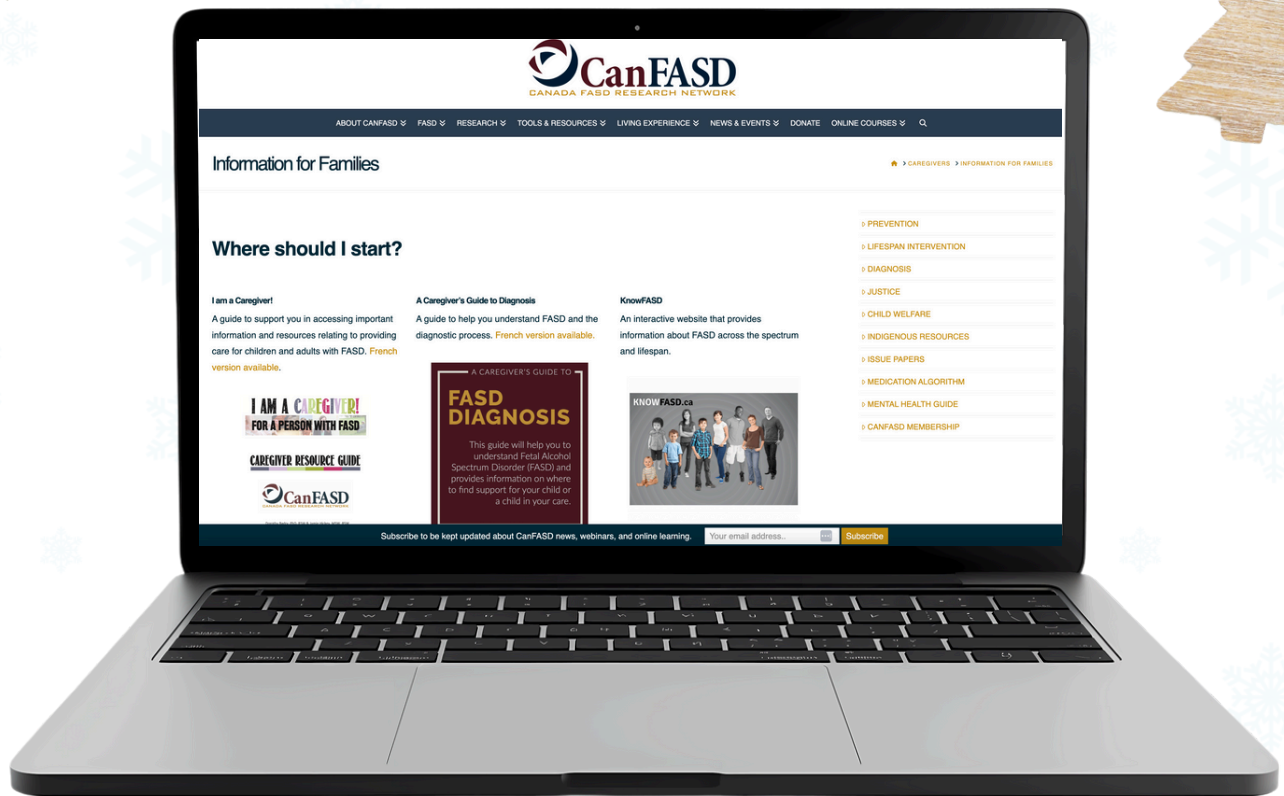 CanFASD
CANADA FASD RESEARCH NETWORK
ABOUT CANFASD FASD RESEARCH TOOLS & RESOURCES LIVING EXPERIENCE NEWS & EVENTS DONATE ONLINE COURSES
Information for Families
> CAREGIVERS > INFORMATION FOR FAMILIES
Where should I start?
I am a Caregiver!
A guide to support you in accessing important
information and resources relating to providing
care for children and adults with FASD. French
version available.
I AM A CAREGIVER!
FOR A PERSON WITH FASD
CAREGIVER RESOURCE GUIDE
CanFASD
CANADA FASD RESEARCH NETWORK
A Caregiver's Guide to Diagnosis
A guide to help you understand FASD and the
diagnostic process. French version available.
A CAREGIVER'S GUIDE TO
FASD
DIAGNOSIS
This guide will help you to
understand Fetal Alcohol
Spectrum Disorder (FASD) and
provides information on where
to find support for your child or
a child in your care.
KnowFASD
An interactive website that provides
information about FASD across the spectrum
and lifespan.
KNOWFASD.ca
PREVENTION
LIFESPAN INTERVENTION
DIAGNOSIS
JUSTICE
CHILD WELFARE
INDIGENOUS RESOURCES
ISSUE PAPERS
MEDICATION ALGORITHM
MENTAL HEALTH GUIDE
CANFASD MEMBERSHIP
Subscribe to be kept updated about CanFASD news, webinars, and online learning. Your email address.. Subscribe